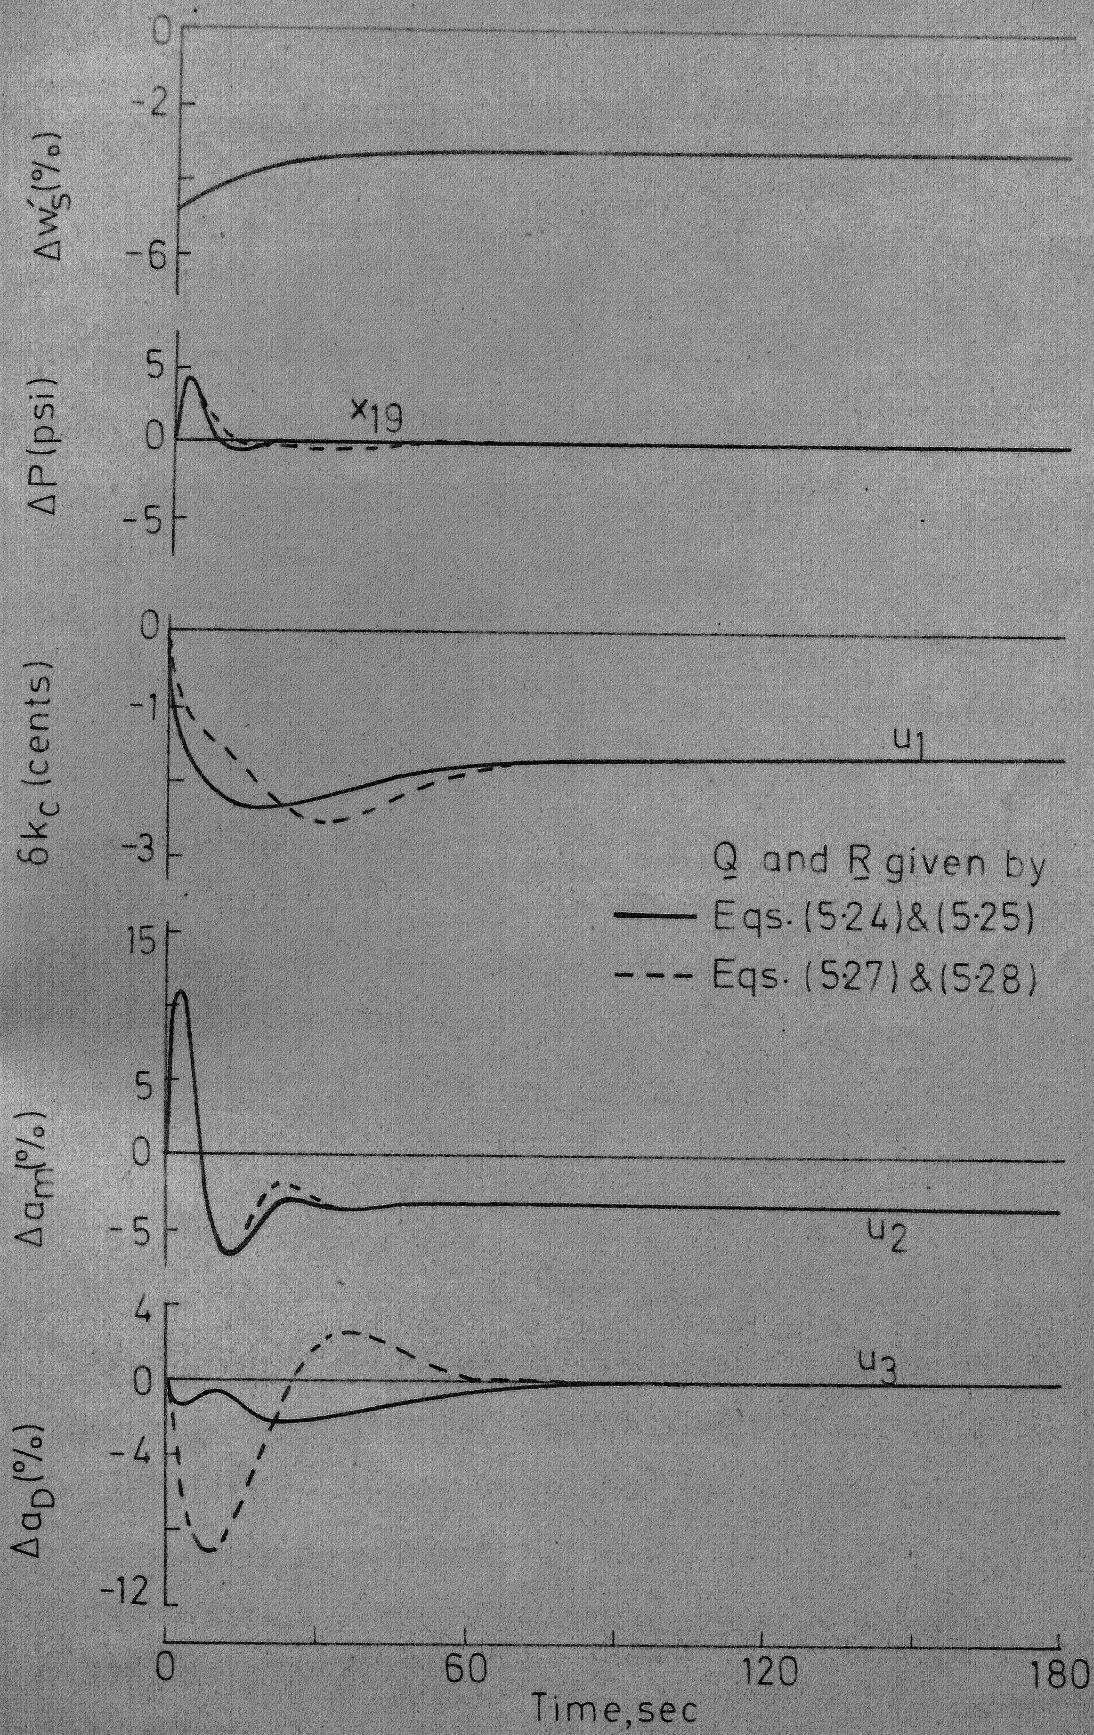 0
-2
-6
Δw's(%)
5
0
-5
ΔP(psi)
x19
0
-1
-3
δkc (cents)
u1
Q and R given by
Eqs. (5·24)&(5·25)
Eqs. (5·27)&(5·28)
15
5
0
-5
Δam(%)
u2
4
0
-4
-12
ΔaD(%)
u3
0 60 120 180
Time,sec